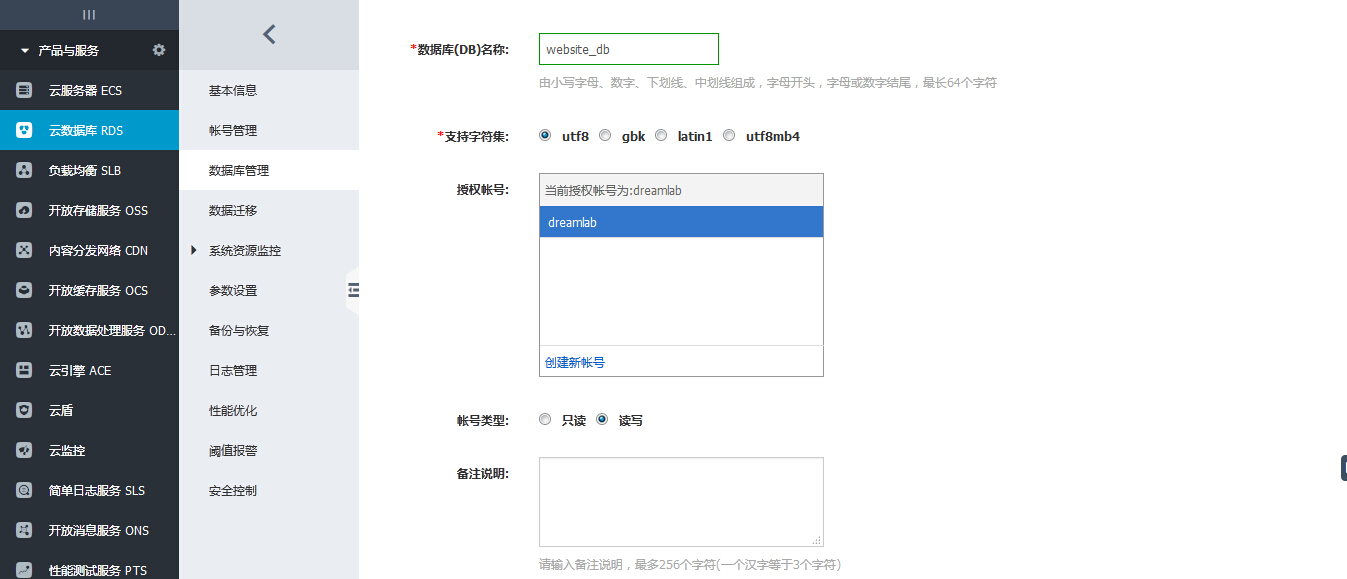 产品与服务
云服务器 ECS
云数据库 RDS
负载均衡 SLB
开放存储服务 OSS
内容分发网络 CDN
开放缓存服务 OCS
开放数据处理服务 OD...
云引擎 ACE
云盾
云监控
简单日志服务 SLS
开放消息服务 ONS
性能测试服务 PTS
基本信息
帐号管理
数据库管理
数据迁移
系统资源监控
参数设置
备份与恢复
日志管理
性能优化
阈值报警
安全控制
*数据库(DB)名称: website_db
由小写字母、数字、下划线、中划线组成，字母开头，字母或数字结尾，最长64个字符
*支持字符集: utf8 gbk latin1 utf8mb4
授权帐号: 当前授权帐号为:dreamlab
dreamlab
创建新帐号
帐号类型: 只读 读写
备注说明:
请输入备注说明，最多256个字符(一个汉字等于3个字符)